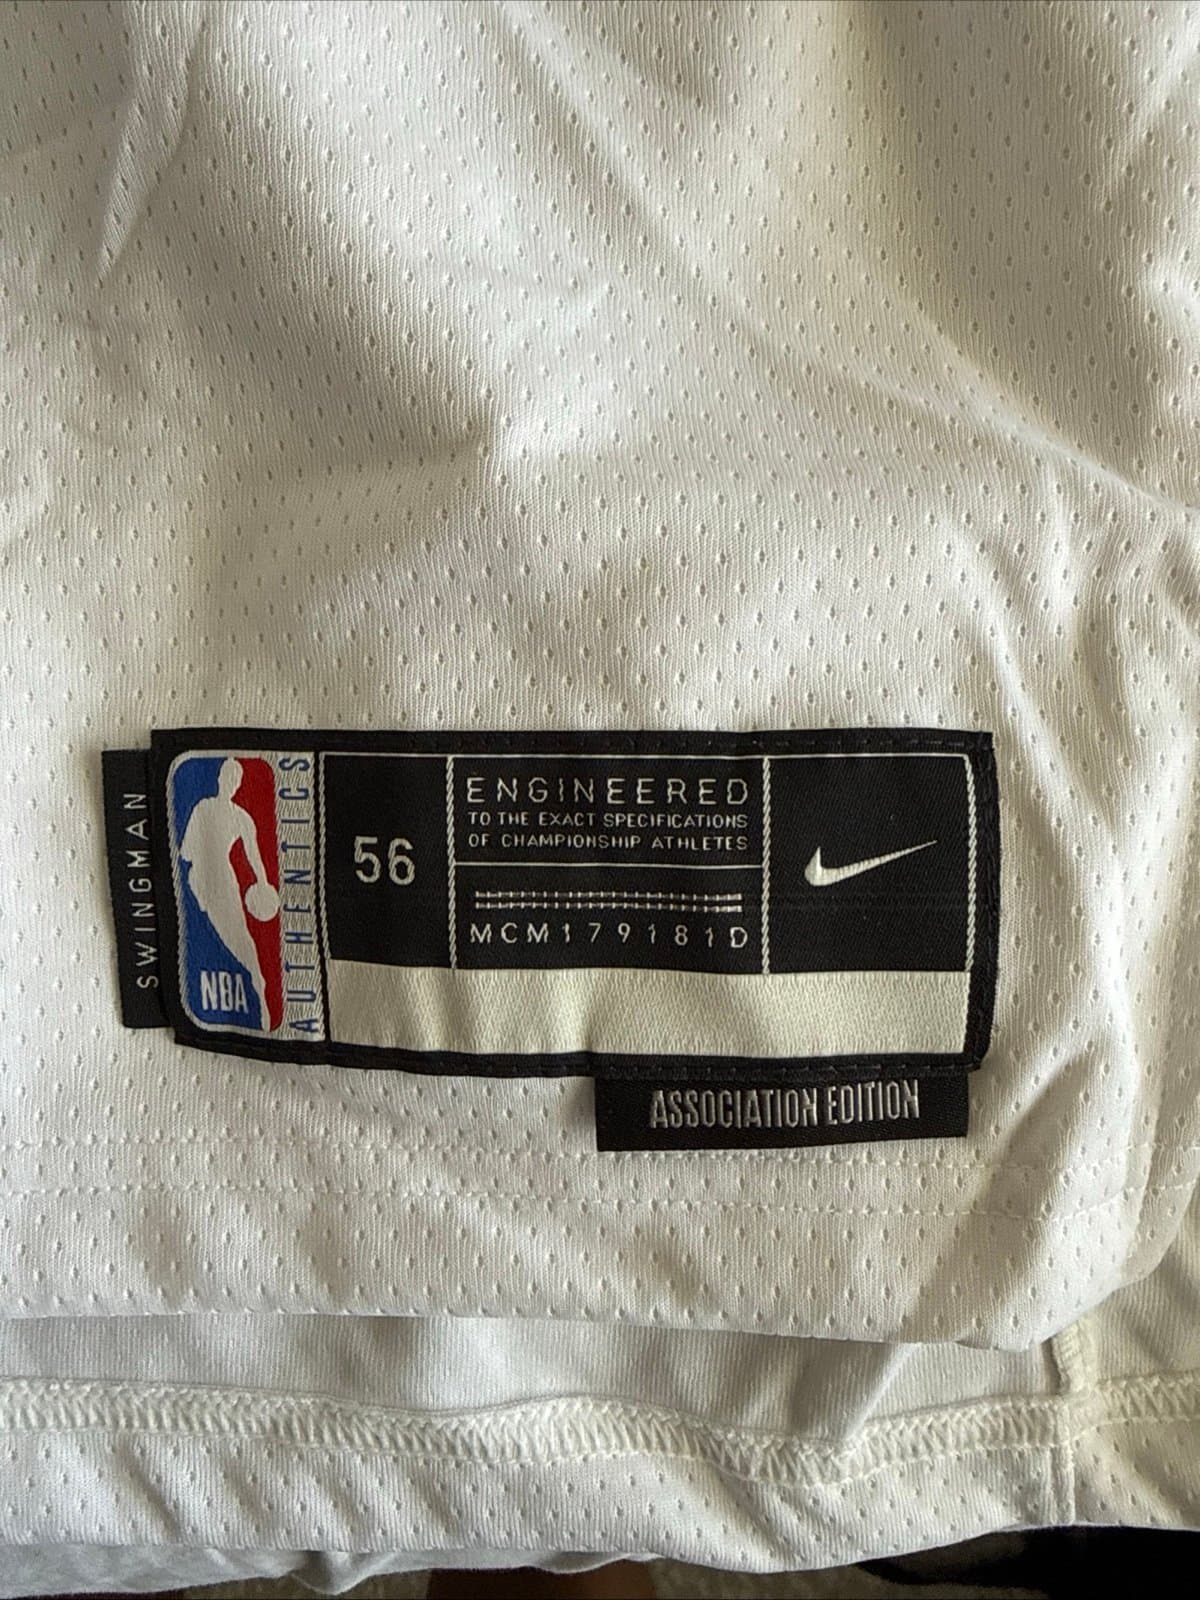 SWINGMAN
NBA
AUTHENTICS
56
ENGINEERED
TO THE EXACT SPECIFICATIONS
OF CHAMPIONSHIP ATHLETES
MCM179181D
ASSOCIATION EDITION